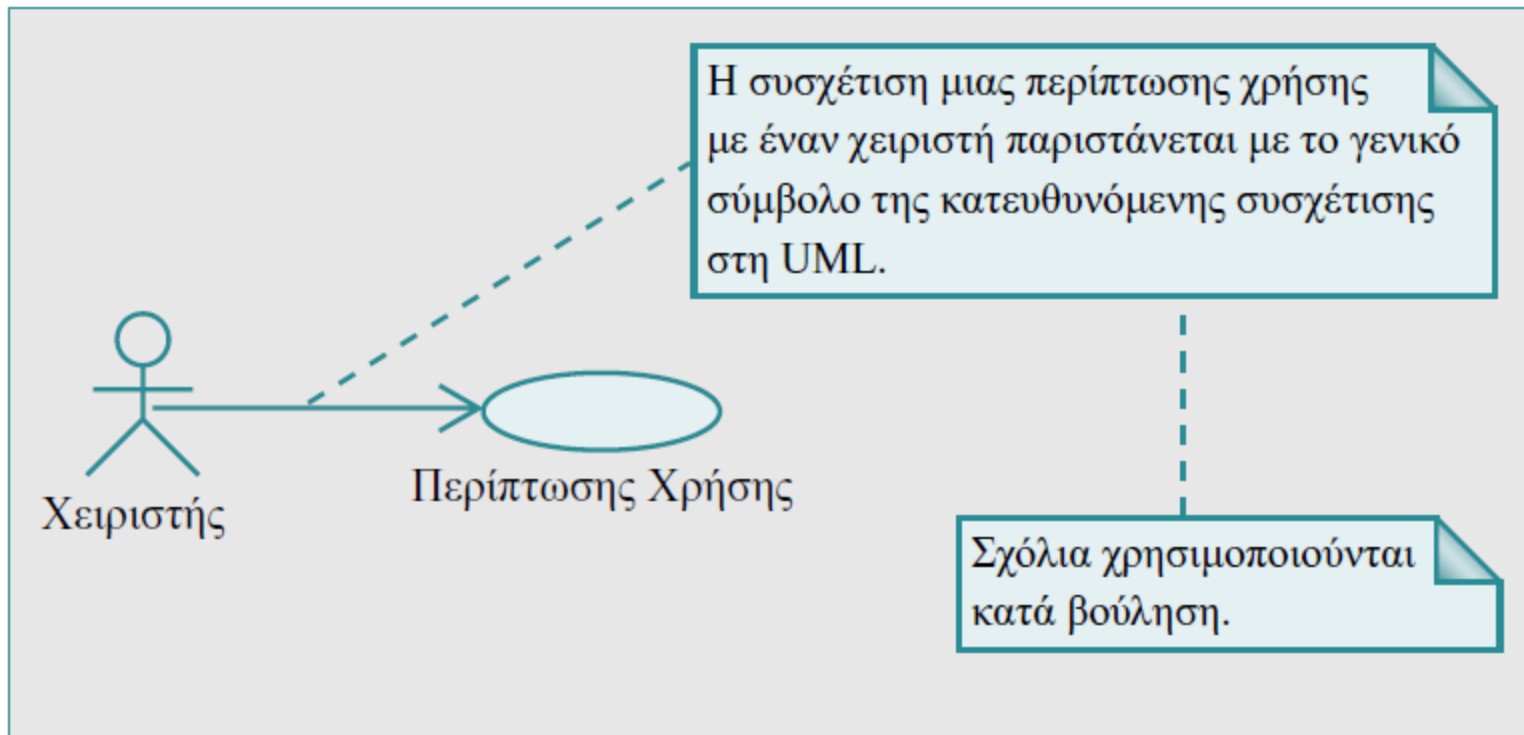 Η συσχέτιση μιας περίπτωσης χρήσης
με έναν χειριστή παριστάνεται με το γενικό
σύμβολο της κατευθυνόμενης συσχέτισης
στη UML.
Περίπτωσης Χρήσης
Χειριστής
Σχόλια χρησιμοποιούνται
κατά βούληση.